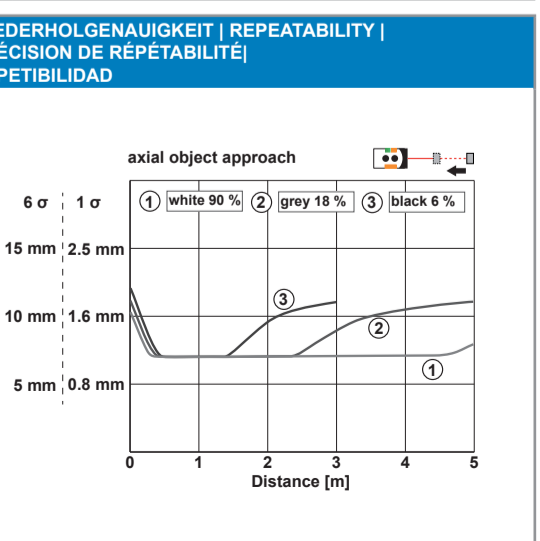 EDERHOLGENAUIGKEIT | REPEATABILITY |
ÉCISION DE RÉPÉTABILITÉ|
PETIBILIDAD
axial object approach
6 σ 1 σ
1 white 90 % 2 grey 18 % 3 black 6 %
15 mm 2.5 mm
3
10 mm 1.6 mm
2
1
5 mm 0.8 mm
0 1 2 3 4 5
Distance [m]